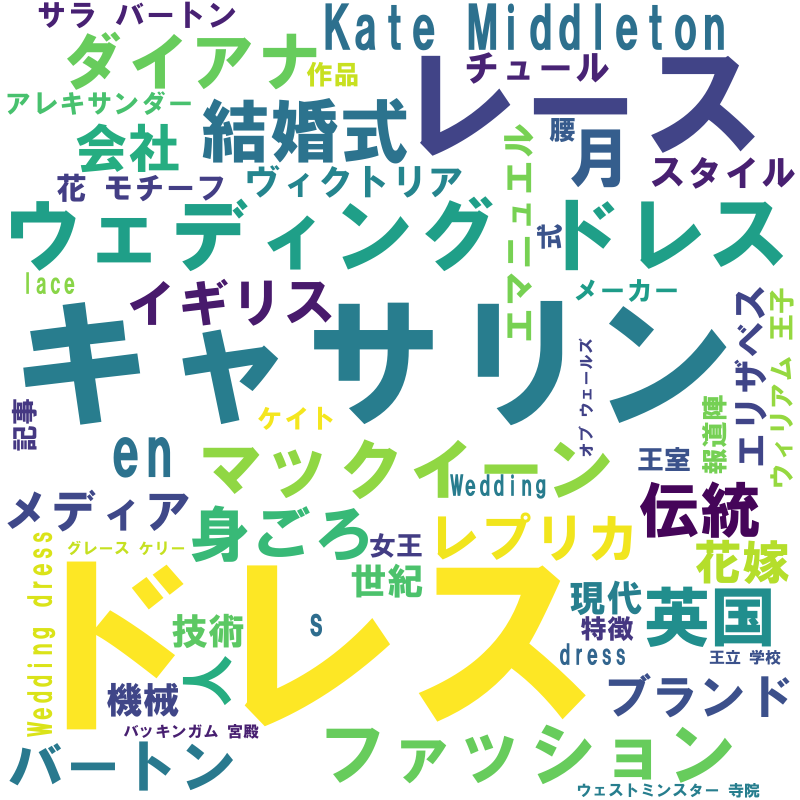 サラ バートン
Kate Middleton
ダイアナ
作品
チュール
レース
アレキサンダー
会社
結婚式
腰
月
エマニュエル
スタイル
花 モチーフ
ヴィクトリア
ウェディング ドレス
式
lace
イギリス
メーカー
エリザベス
ウィリアム 王子
キャサリン
オブ ウェールズ
記事
ケイト
報道陣
en
マックイーン
王室
Wedding
メディア
身ごろ
伝統
レプリカ
女王
花嫁
Wedding dress
グレース ケリー
世紀
ドレス
現代
英国
技術
s
特徴
dress
王立 学校
機械
人
ブランド
バッキンガム 宮殿
ファッション
バートン
ウェストミンスター 寺院